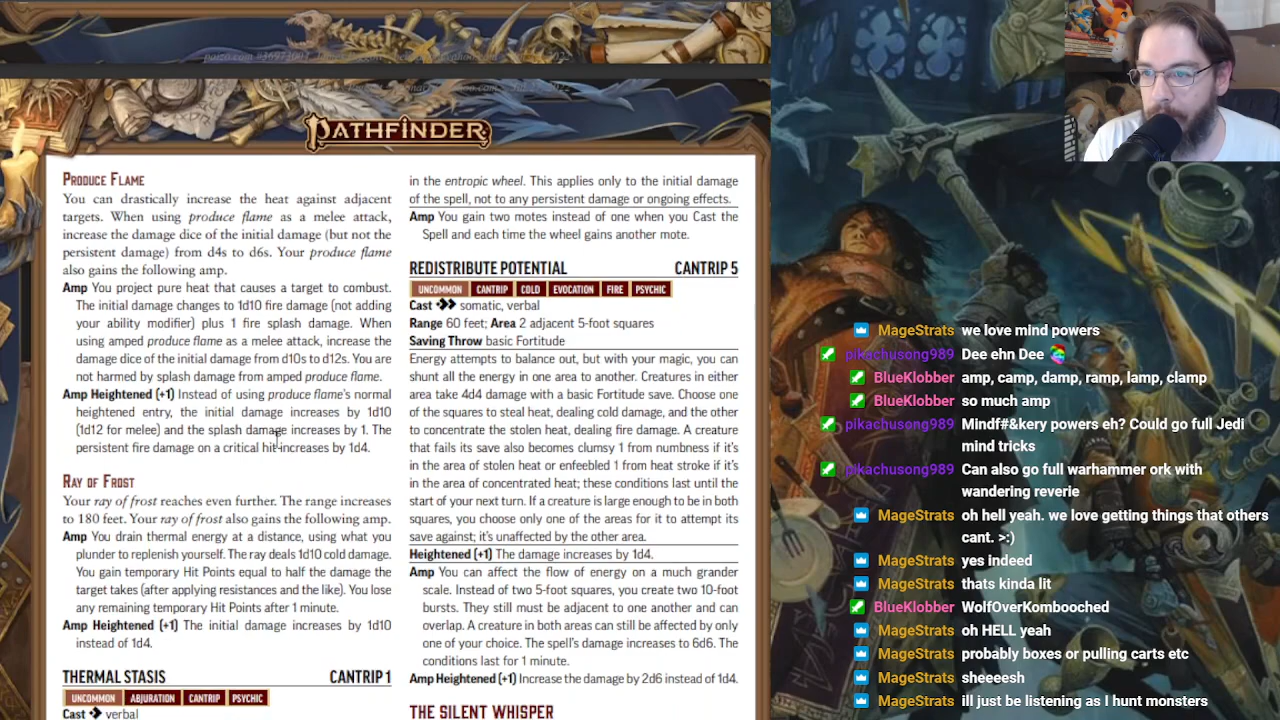 PATHFINDER
PRODUCE FLAME
You can drastically increase the heat against adjacent
targets. When using produce flame as a melee attack,
increase the damage dice of the initial damage (but not the
persistent damage) from d4s to d6s. Your produce flame
also gains the following amp.
Amp You project pure heat that causes a target to combust.
The initial damage changes to 1d10 fire damage (not adding
your ability modifier) plus 1 fire splash damage. When
using amped produce flame as a melee attack, increase the
damage dice of the initial damage from d10s to d12s. You are
not harmed by splash damage from amped produce flame.
Amp Heightened (+1) Instead of using produce flame's normal
heightened entry, the initial damage increases by 1d10
(1d12 for melee) and the splash damage increases by 1. The
persistent fire damage on a critical hit increases by 1d4.
RAY OF FROST
Your ray of frost reaches even further. The range increases
to 180 feet. Your ray of frost also gains the following amp.
Amp You drain thermal energy at a distance, using what you
plunder to replenish yourself. The ray deals 1d10 cold damage.
You gain temporary Hit Points equal to half the damage the
target takes (after applying resistances and the like). You lose
any remaining temporary Hit Points after 1 minute.
Amp Heightened (+1) The initial damage increases by 1d10
instead of 1d4.
THERMAL STASIS CANTRIP 1
UNCOMMON ABJURATION CANTRIP PSYCHIC
Cast verbal
in the entropic wheel. This applies only to the initial damage
of the spell, not to any persistent damage or ongoing effects.
Amp You gain two motes instead of one when you Cast the
Spell and each time the wheel gains another mote.
REDISTRIBUTE POTENTIAL CANTRIP 5
UNCOMMON CANTRIP COLD EVOCATION FIRE PSYCHIC
Cast somatic, verbal
Range 60 feet; Area 2 adjacent 5-foot squares
Saving Throw basic Fortitude
Energy attempts to balance out, but with your magic, you can
shunt all the energy in one area to another. Creatures in either
area take 4d4 damage with a basic Fortitude save. Choose one
of the squares to steal heat, dealing cold damage, and the other
to concentrate the stolen heat, dealing fire damage. A creature
that fails its save also becomes clumsy 1 from numbness if it's
in the area of stolen heat or enfeebled 1 from heat stroke if it's
in the area of concentrated heat; these conditions last until the
start of your next turn. If a creature is large enough to be in both
squares, you choose only one of the areas for it to attempt its
save against; it's unaffected by the other area.
Heightened (+1) The damage increases by 1d4.
Amp You can affect the flow of energy on a much grander
scale. Instead of two 5-foot squares, you create two 10-foot
bursts. They still must be adjacent to one another and can
overlap. A creature in both areas can still be affected by only
one of your choice. The spell's damage increases to 6d6. The
conditions last for 1 minute.
Amp Heightened (+1) Increase the damage by 2d6 instead of 1d4.
THE SILENT WHISPER
MageStrats we love mind powers
pikachusong989 Dee ehn Dee
BlueKlobber amp, camp, damp, ramp, lamp, clamp
BlueKlobber so much amp
pikachusong989 Mindf#&kery powers eh? Could go full Jedi
mind tricks
pikachusong989 Can also go full warhammer ork with
wandering reverie
MageStrats oh hell yeah. we love getting things that others
cant. >:)
MageStrats yes indeed
MageStrats thats kinda lit
BlueKlobber WolfOverKombooched
MageStrats oh HELL yeah
MageStrats probably boxes or pulling carts etc
MageStrats sheeeesh
MageStrats ill just be listening as I hunt monsters